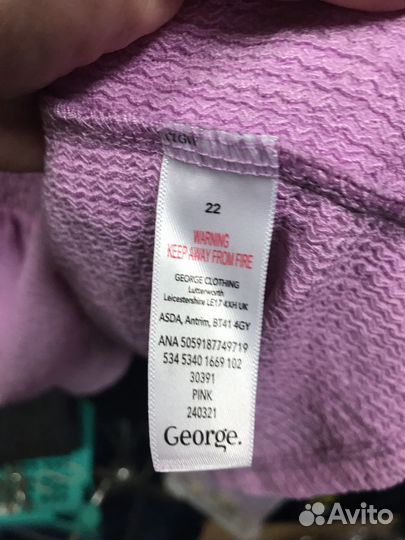 22
WARNING
KEEP AWAY FROM FIRE
GEORGE CLOTHING
Lutterworth
Leicestershire LE17 4XH UK
ASDA, Antrim, BT41 4GY
ANA 5059187749719
534 5340 1669 102
30391
PINK
240321
George.
Avito